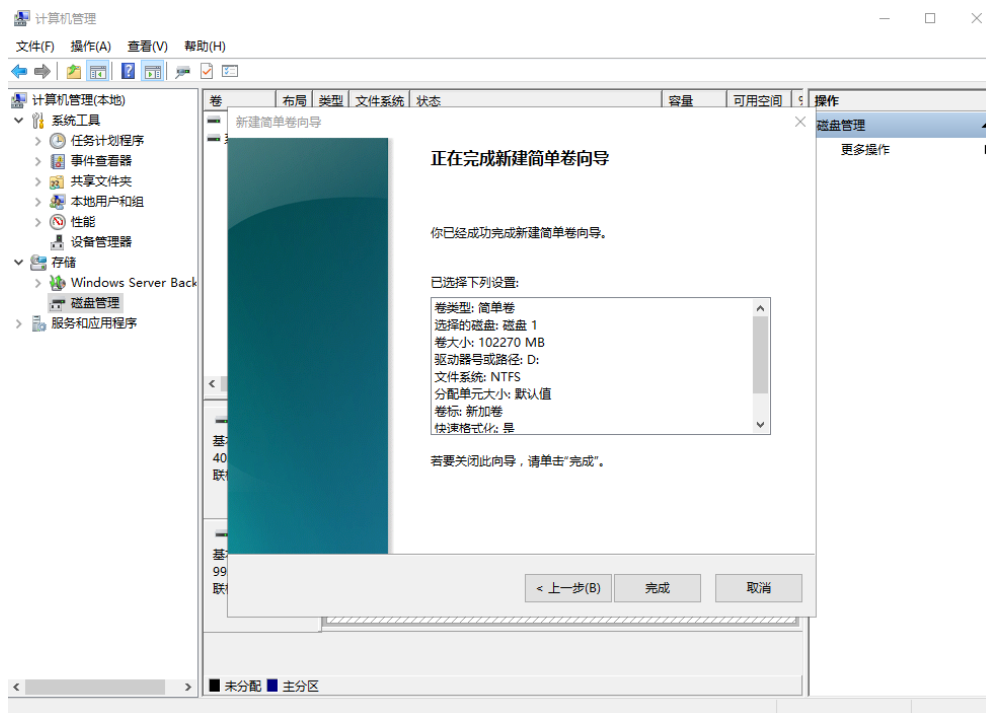 计算机管理
文件(F) 操作(A) 查看(V) 帮助(H)
计算机管理(本地)
系统工具
任务计划程序
事件查看器
共享文件夹
本地用户和组
性能
设备管理器
存储
Windows Server Back
磁盘管理
服务和应用程序
卷 布局 类型 文件系统 状态 容量 可用空间
基
40
联
基
99
联
未分配 主分区
新建简单卷向导
正在完成新建简单卷向导
你已经成功完成新建简单卷向导。
已选择下列设置:
卷类型: 简单卷
选择的磁盘: 磁盘 1
卷大小: 102270 MB
驱动器号或路径: D:
文件系统: NTFS
分配单元大小: 默认值
卷标: 新加卷
快速格式化: 是
若要关闭此向导，请单击"完成"。
< 上一步(B) 完成 取消
操作
磁盘管理
更多操作